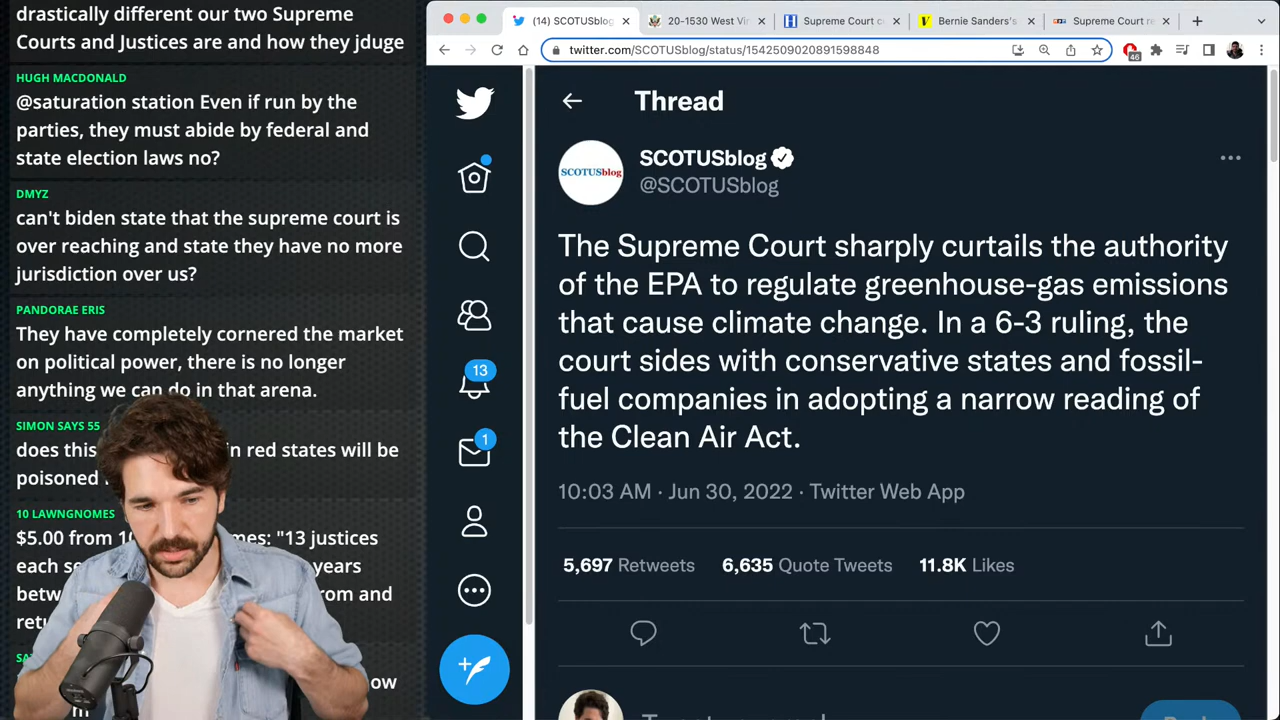 drastically different our two Supreme
Courts and Justices are and how they jduge
HUGH MACDONALD
@saturation station Even if run by the
parties, they must abide by federal and
state election laws no?
DMYZ
can't biden state that the supreme court is
over reaching and state they have no more
jurisdiction over us?
PANDORAE ERIS
They have completely cornered the market
on political power, there is no longer
anything we can do in that arena.
SIMON SAYS 55
does this in red states will be
poisoned
10 LAWNGNOMES
$5.00 from "13 justices
each years
and
(14) SCOTUSblog
20-1530 West Vir
Supreme Court c
Bernie Sanders's
Supreme Court r
twitter.com/SCOTUSblog/status/1542509020891598848
46
Thread
SCOTUSblog
SCOTUSblog
@SCOTUSblog
The Supreme Court sharply curtails the authority
of the EPA to regulate greenhouse-gas emissions
that cause climate change. In a 6-3 ruling, the
court sides with conservative states and fossil-
fuel companies in adopting a narrow reading of
the Clean Air Act.
10:03 AM · Jun 30, 2022 · Twitter Web App
5,697 Retweets 6,635 Quote Tweets 11.8K Likes
13
1